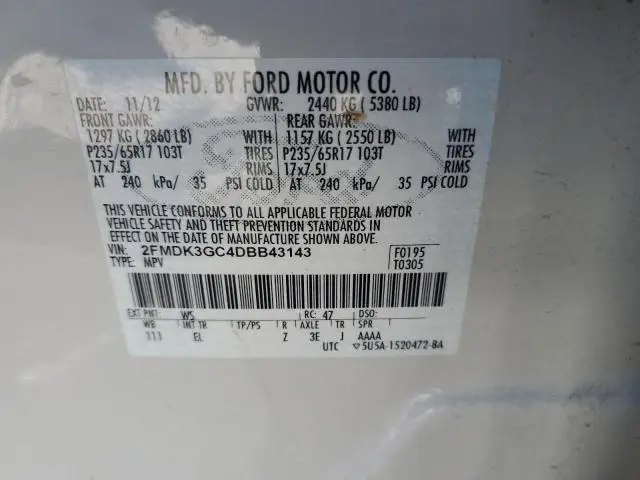 MFD. BY FORD MOTOR CO.
DATE: 11/12 GVWR: 2440 KG ( 5380 LB)
FRONT GAWR: REAR GAWR:
1297 KG ( 2860 LB) WITH 1157 KG ( 2550 LB) WITH
P235/65R17 103T TIRES P235/65R17 103T TIRES
17x7.5J RIMS 17x7.5J RIMS
AT 240 kPa/ 35 PSI COLD AT 240 kPa/ 35 PSI COLD
THIS VEHICLE CONFORMS TO ALL APPLICABLE FEDERAL MOTOR
VEHICLE SAFETY AND THEFT PREVENTION STANDARDS IN
EFFECT ON THE DATE OF MANUFACTURE SHOWN ABOVE.
VIN: 2FMDK3GC4DBB43143 F0195
TYPE: MPV T0305
EXT PNT: WS RC: 47 DSO:
WB INT TR TP/PS R AXLE TR SPR
111 EL Z 3E J AAAA
UTC 5U5A-1520472-BA